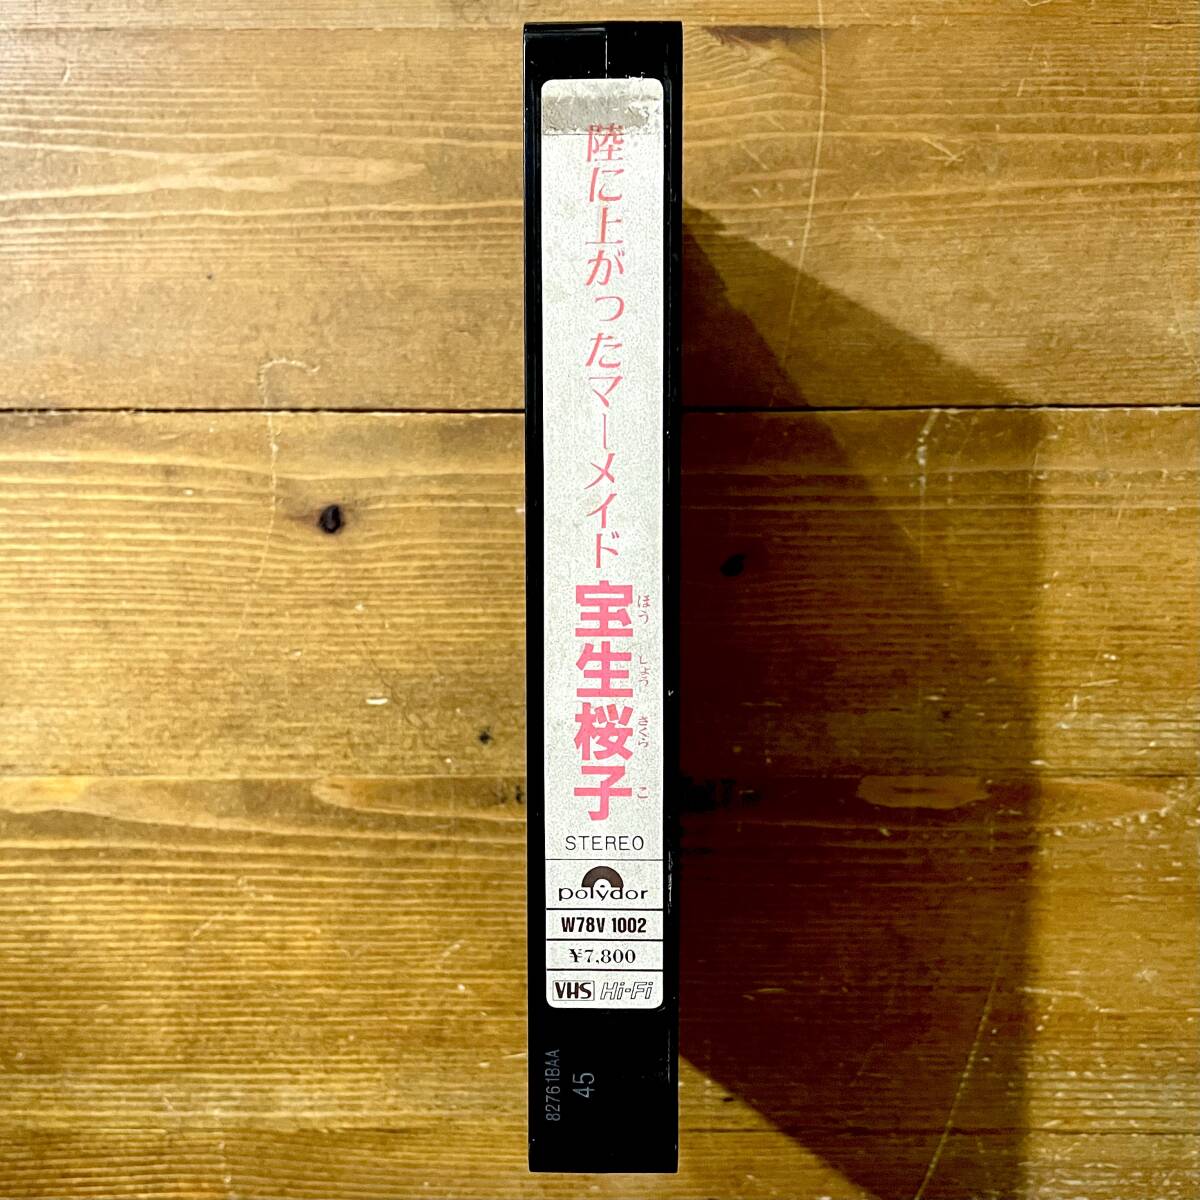 陸に上がったマーメイド
宝生桜子
ほう しょう さくら こ
STEREO
polydor
W78V 1002
¥7,800
VHS Hi-Fi
82761BAA
45